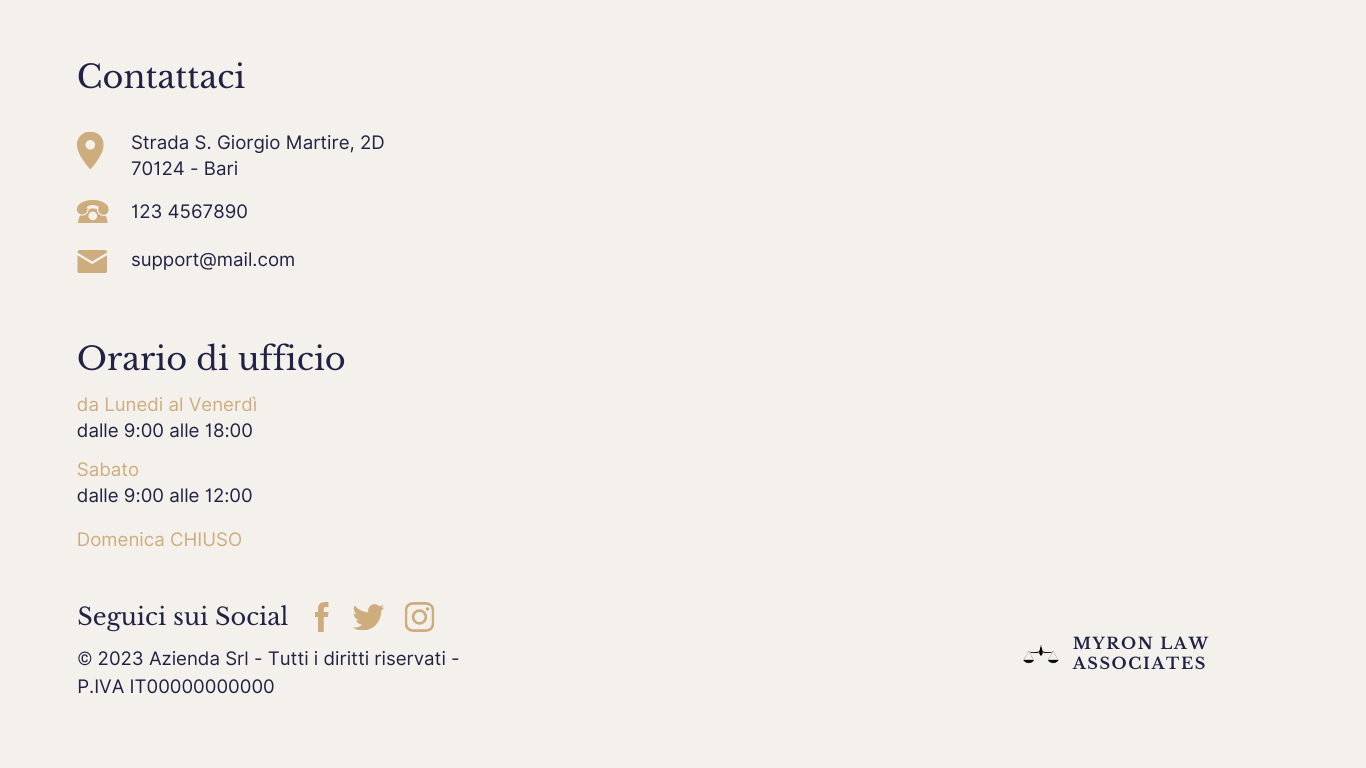 Contattaci
Strada S. Giorgio Martire, 2D
70124 - Bari
123 4567890
support@mail.com
Orario di ufficio
da Lunedi al Venerdì
dalle 9:00 alle 18:00
Sabato
dalle 9:00 alle 12:00
Domenica CHIUSO
Seguici sui Social
© 2023 Azienda Srl - Tutti i diritti riservati -
P.IVA IT00000000000
MYRON LAW
ASSOCIATES